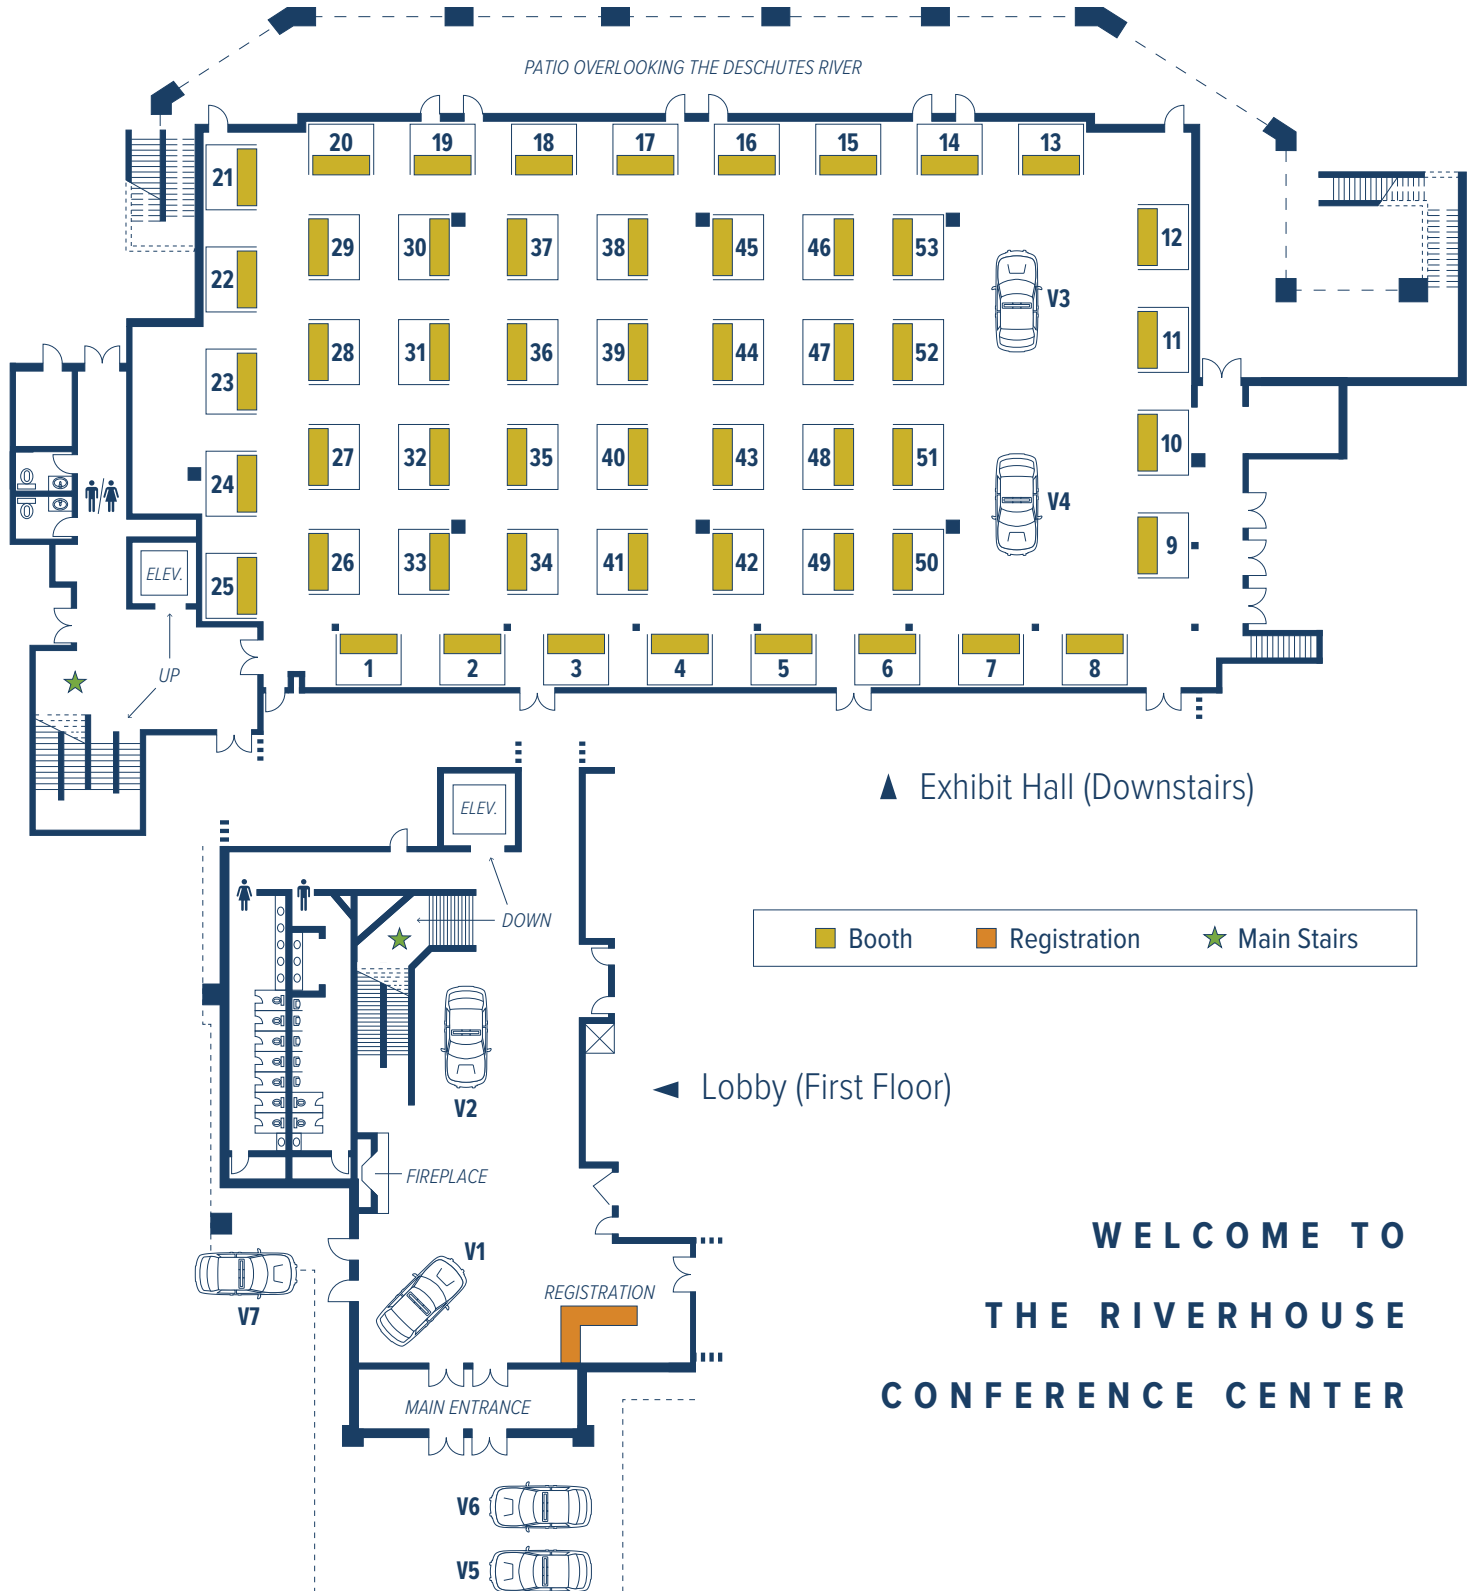 PATIO OVERLOOKING THE DESCHUTES RIVER
20 19 18 17 16 15 14 13
21
29 30 37 38 45 46 53 12
22
V3
28 31 36 39 44 47 52 11
23
27 32 35 40 43 48 51 10
24
V4
26 33 34 41 42 49 50 9
ELEV.
25
1 2 3 4 5 6 7 8
UP
Exhibit Hall (Downstairs)
ELEV.
DOWN
Booth Registration Main Stairs
Lobby (First Floor)
V2
FIREPLACE
WELCOME TO
V1
REGISTRATION
V7
THE RIVERHOUSE
CONFERENCE CENTER
MAIN ENTRANCE
V6
V5